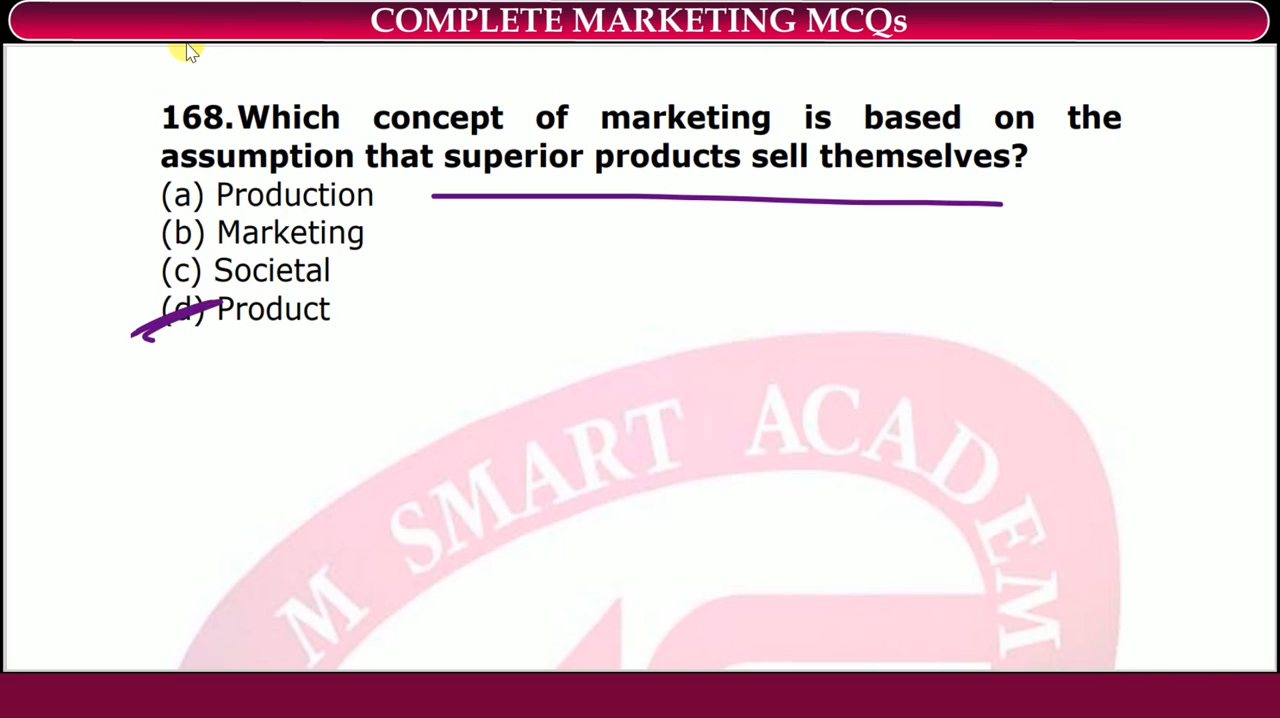 COMPLETE MARKETING MCQs
168.Which concept of marketing is based on the
assumption that superior products sell themselves?
(a) Production
(b) Marketing
(c) Societal
(d) Product
M SMART ACADEM